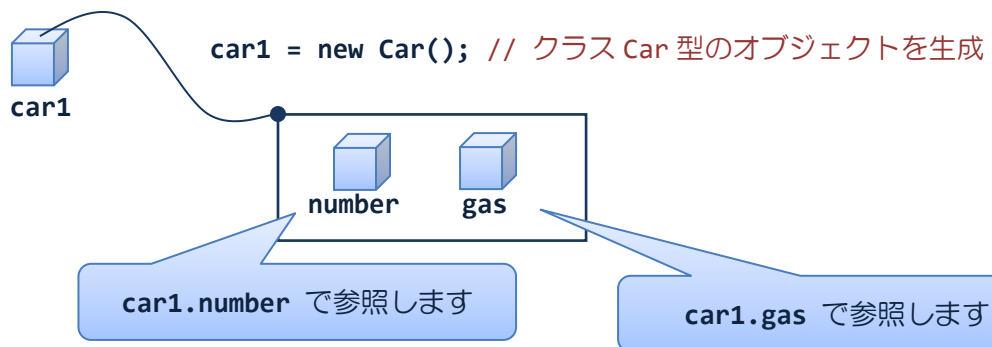 car1 = new Car(); // クラス Car 型のオブジェクトを生成
car1
number
gas
car1.number で参照します
car1.gas で参照します